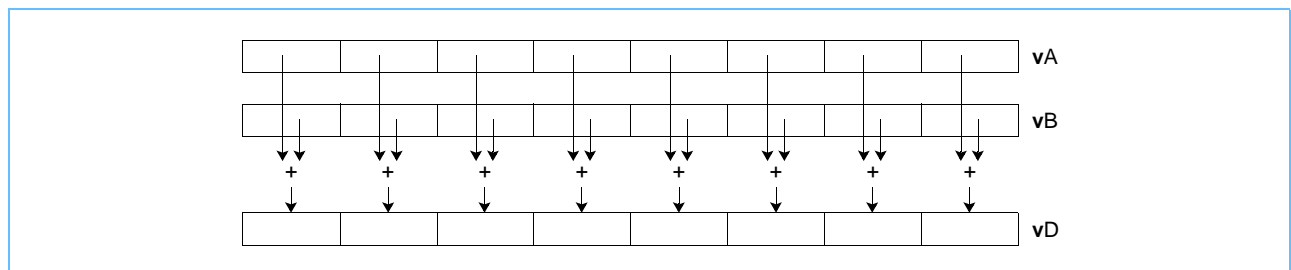 vA
vB
+ + + + + + + +
vD